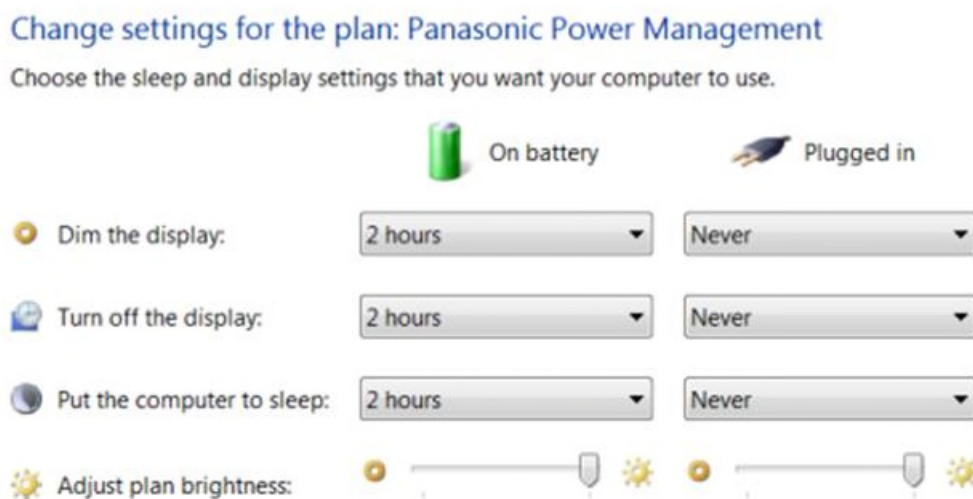 Change settings for the plan: Panasonic Power Management
Choose the sleep and display settings that you want your computer to use.
On battery Plugged in
Dim the display: 2 hours Never
Turn off the display: 2 hours Never
Put the computer to sleep: 2 hours Never
Adjust plan brightness: